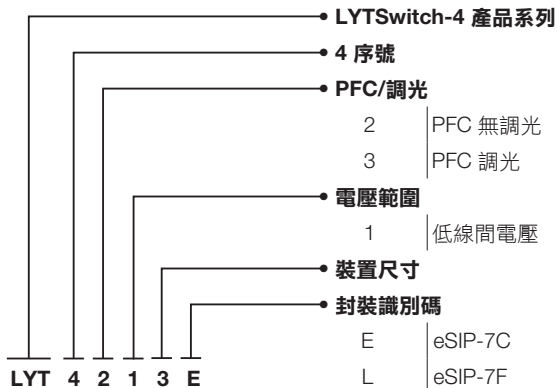 LYTSwitch-4 產品系列
4 序號
PFC/調光
2 PFC 無調光
3 PFC 調光
電壓範圍
1 低線間電壓
裝置尺寸
封裝識別碼
E eSIP-7C
L eSIP-7F
LYT 4 2 1 3 E